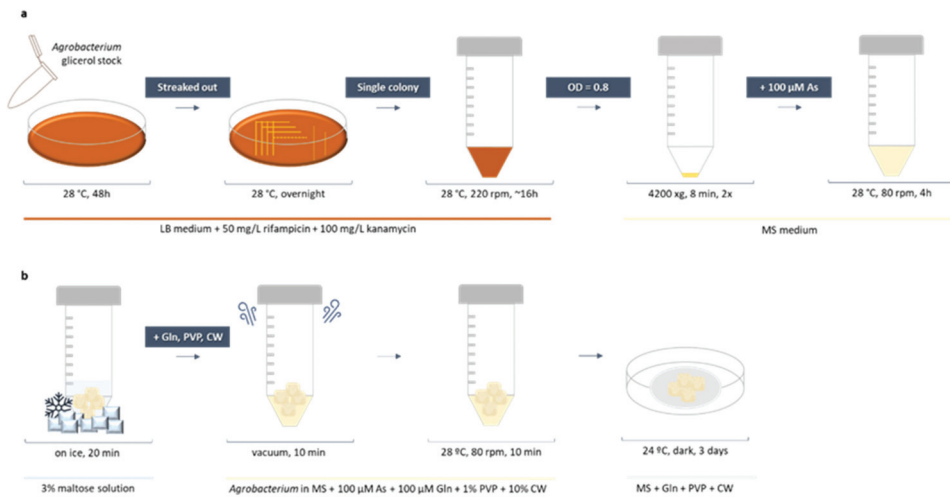 a
Agrobacterium
glicerol stock
Streaked out
Single colony
OD = 0.8
+ 100 µM As
28 °C, 48h
28 °C, overnight
28 °C, 220 rpm, ~16h
4200 xg, 8 min, 2x
28 °C, 80 rpm, 4h
LB medium + 50 mg/L rifampicin + 100 mg/L kanamycin
MS medium
b
+ Gln, PVP, CW
on ice, 20 min
vacuum, 10 min
28 ºC, 80 rpm, 10 min
24 ºC, dark, 3 days
3% maltose solution
Agrobacterium in MS + 100 µM As + 100 µM Gln + 1% PVP + 10% CW
MS + Gln + PVP + CW